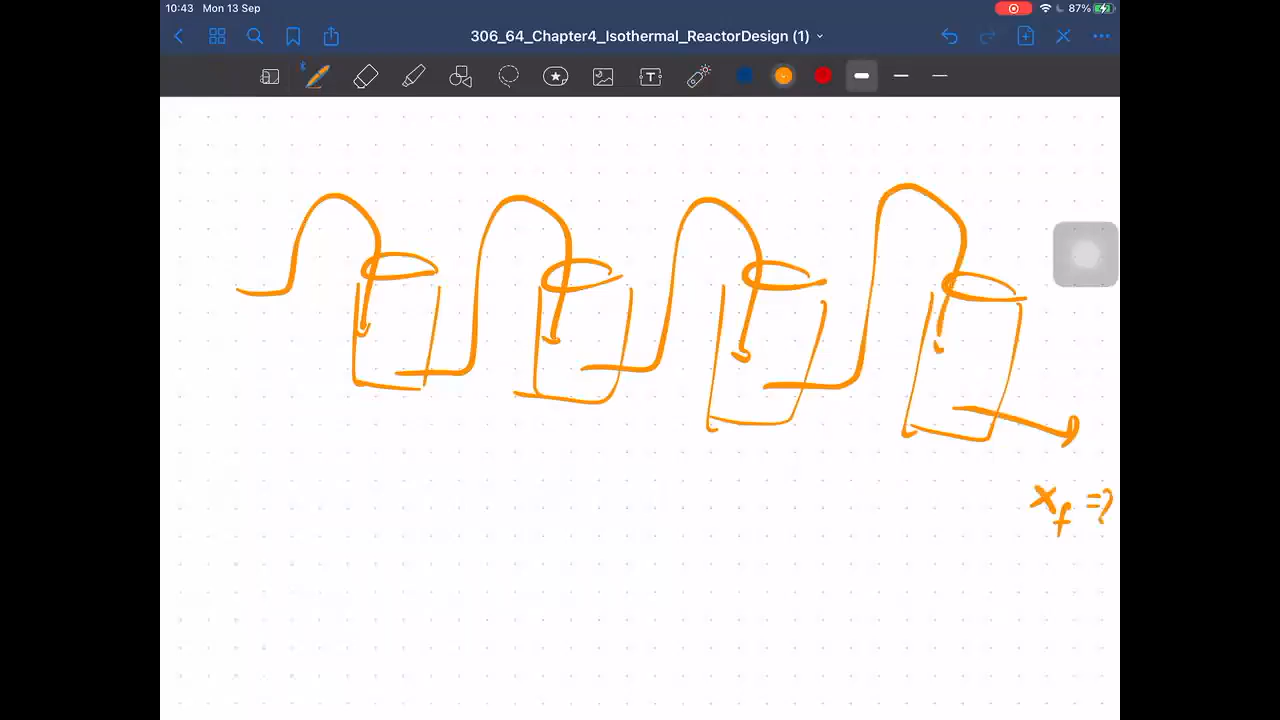 10:43 Mon 13 Sep
87%
306_64_Chapter4_Isothermal_ReactorDesign (1)
T
x_f =?